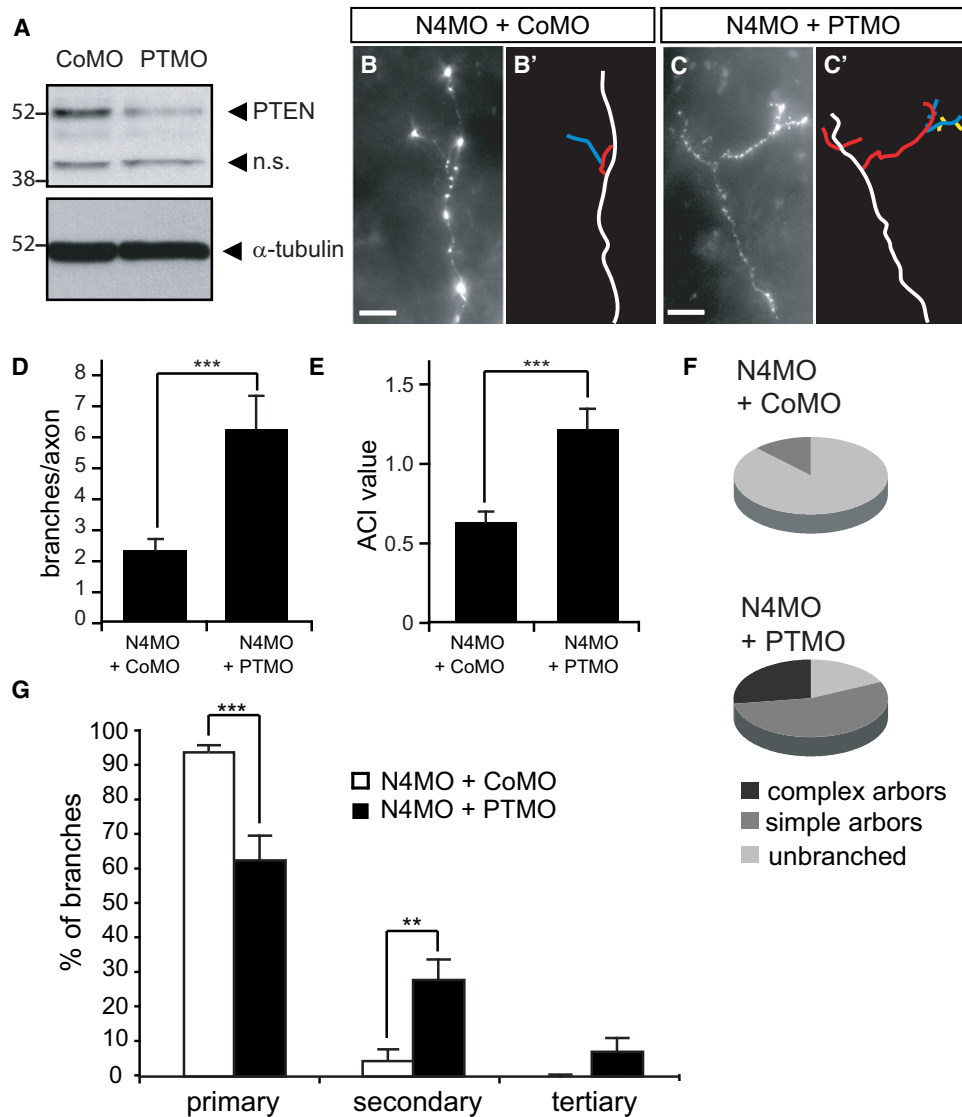 A
CoMO PTMO
52
PTEN
n.s.
38
52
α-tubulin
N4MO + CoMO
B
B'
N4MO + PTMO
C
C'
D
branches/axon
8
7
6
5
4
3
2
1
0
***
N4MO
+ CoMO
N4MO
+ PTMO
E
ACI value
1.5
1.0
0.5
0
***
N4MO
+ CoMO
N4MO
+ PTMO
F
N4MO
+ CoMO
N4MO
+ PTMO
complex arbors
simple arbors
unbranched
G
% of branches
100
90
80
70
60
50
40
30
20
10
0
***
**
N4MO + CoMO
N4MO + PTMO
primary
secondary
tertiary